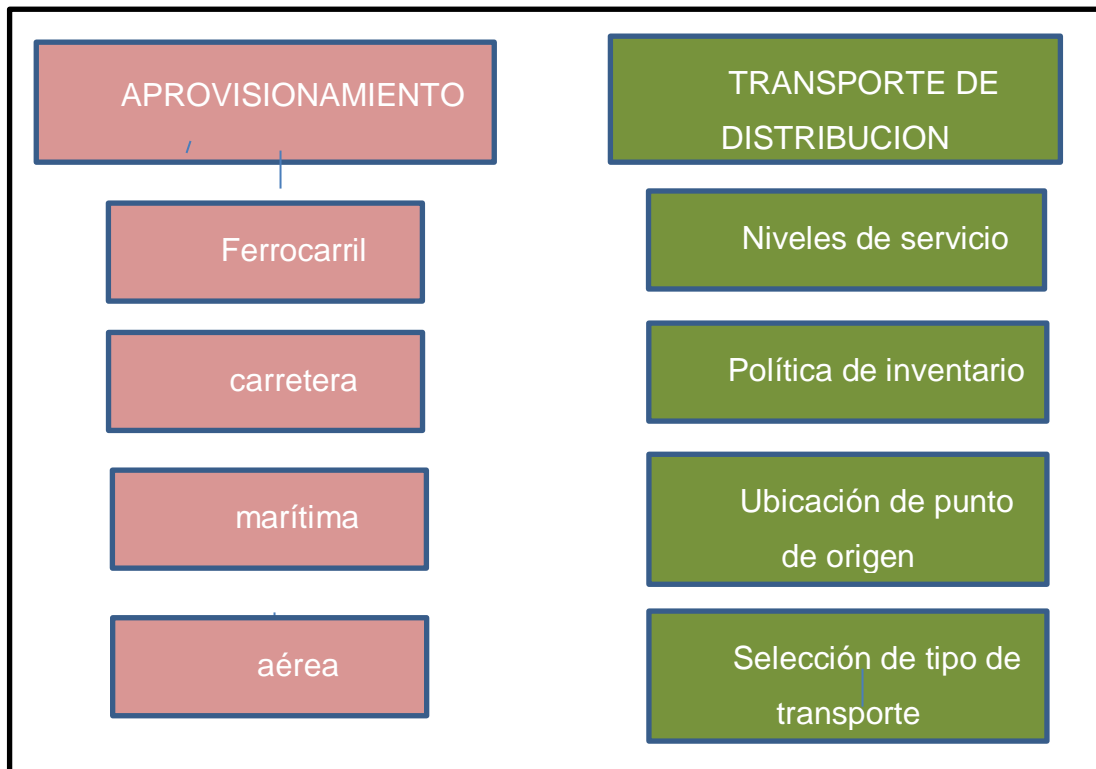 APROVISIONAMIENTO
Ferrocarril
carretera
marítima
aérea
TRANSPORTE DE
DISTRIBUCION
Niveles de servicio
Política de inventario
Ubicación de punto
de origen
Selección de tipo de
transporte